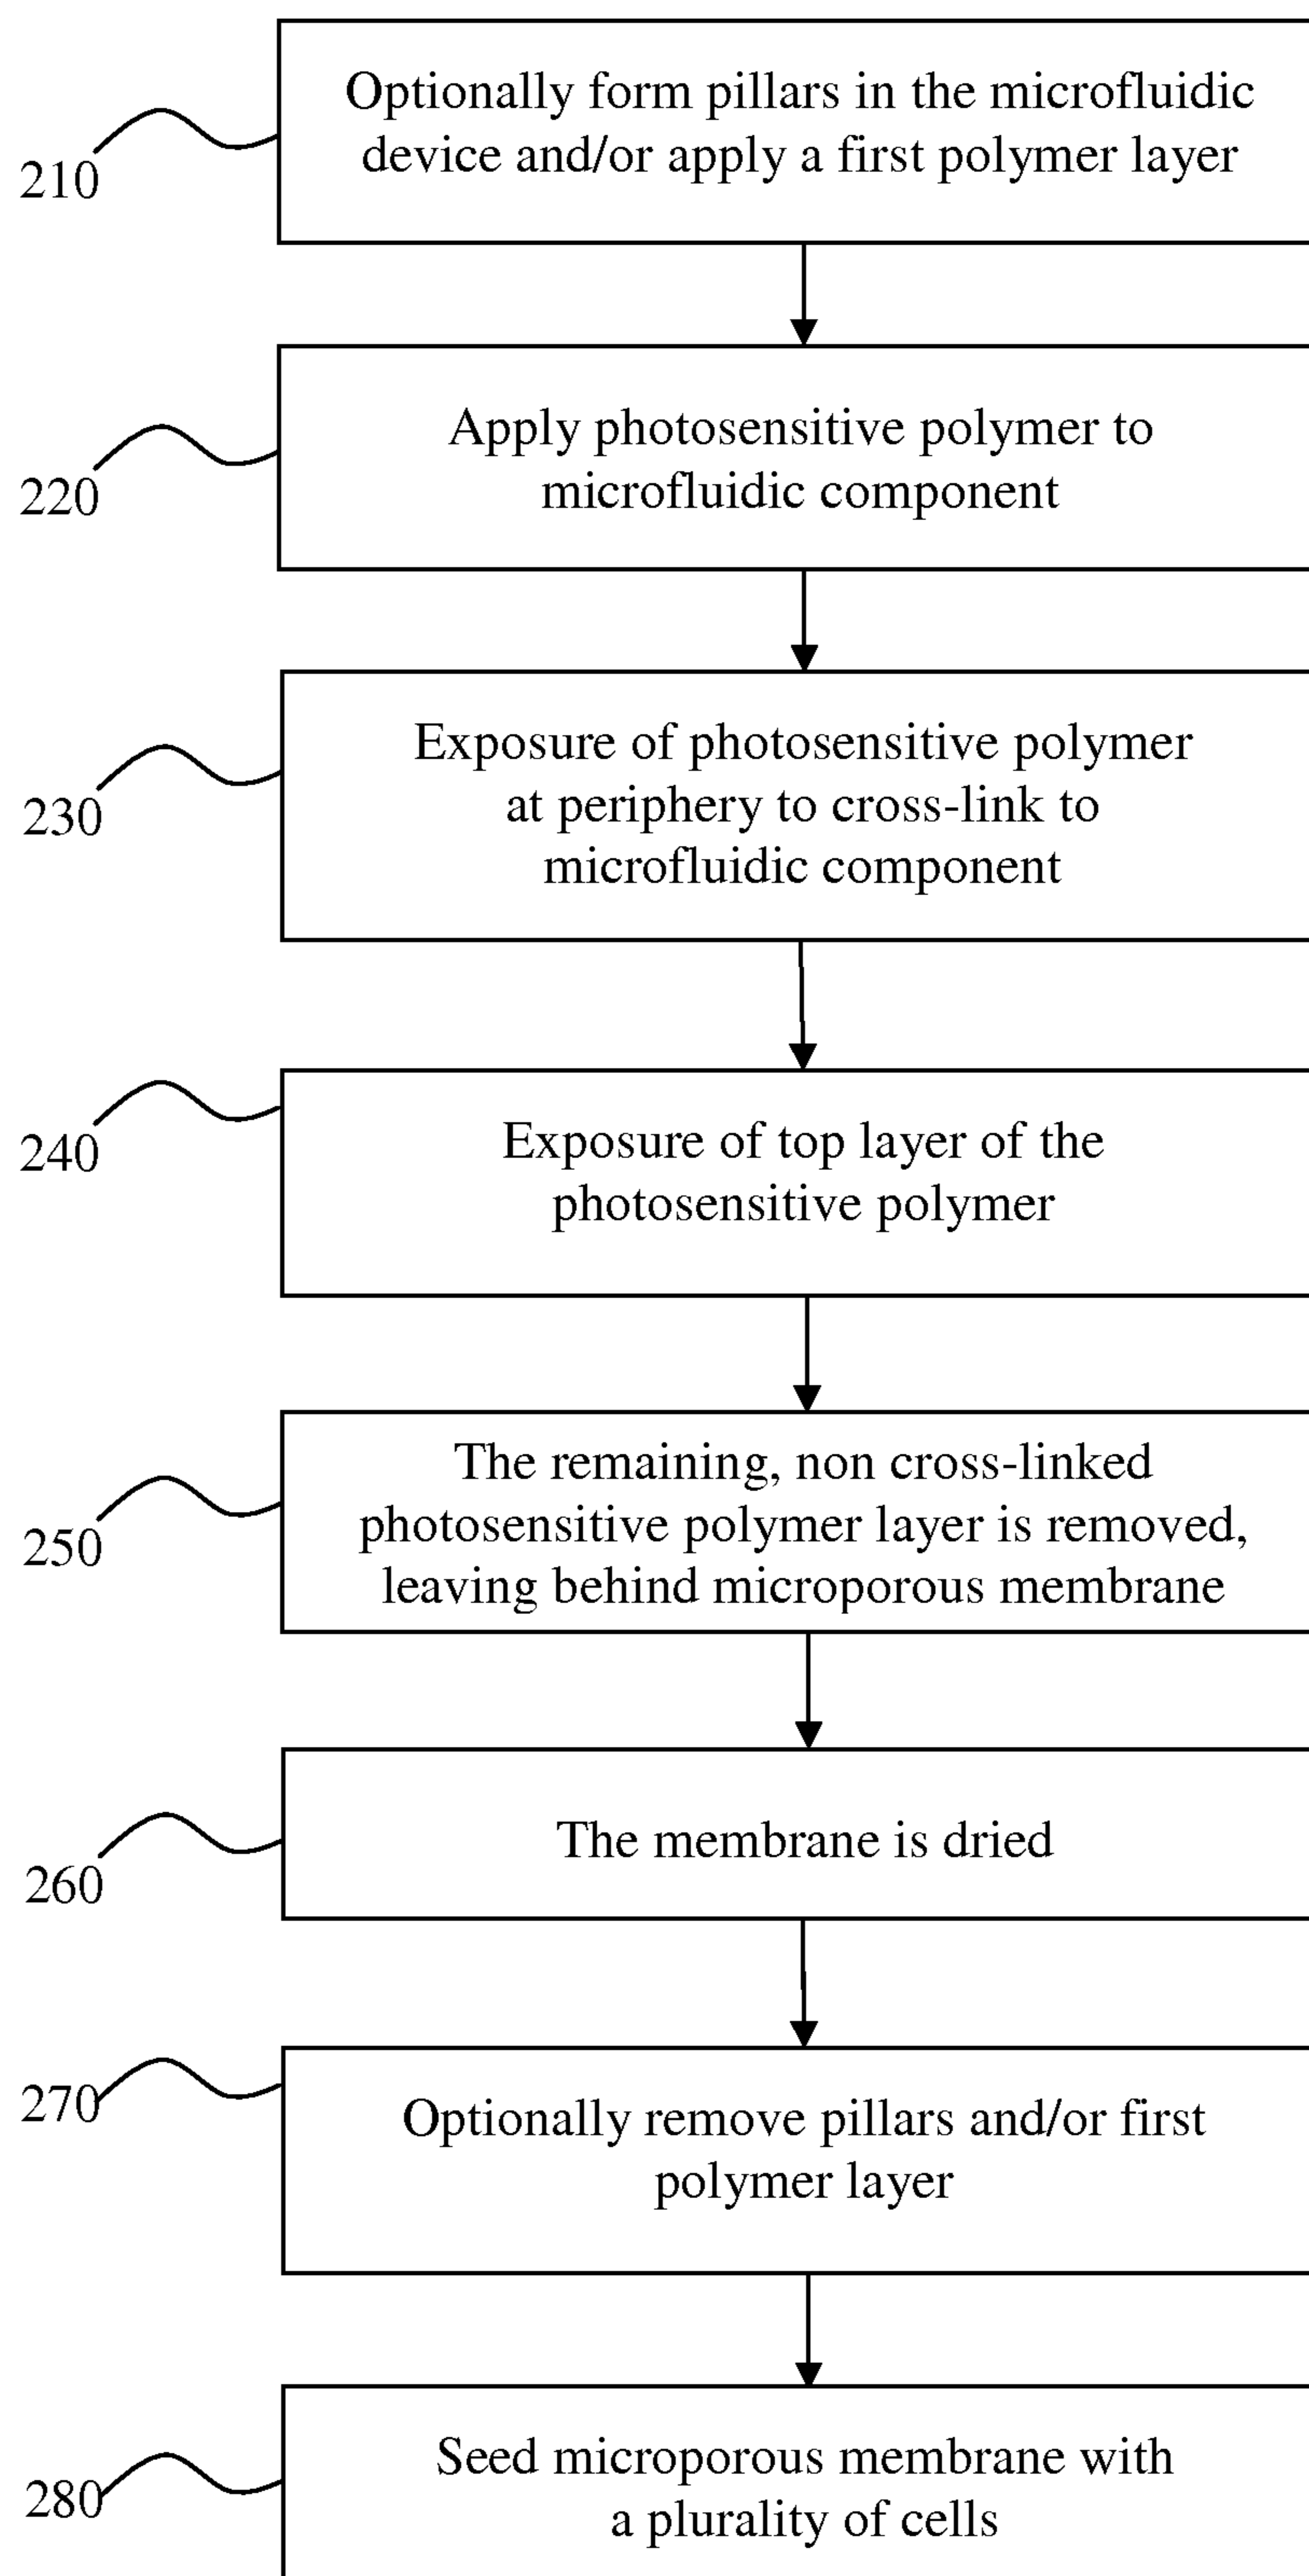 Optionally form pillars in the microfluidic
device and/or apply a first polymer layer
210
Apply photosensitive polymer to
microfluidic component
220
Exposure of photosensitive polymer
at periphery to cross-link to
microfluidic component
230
Exposure of top layer of the
photosensitive polymer
240
The remaining, non cross-linked
photosensitive polymer layer is removed,
leaving behind microporous membrane
250
The membrane is dried
260
Optionally remove pillars and/or first
polymer layer
270
Seed microporous membrane with
a plurality of cells
280